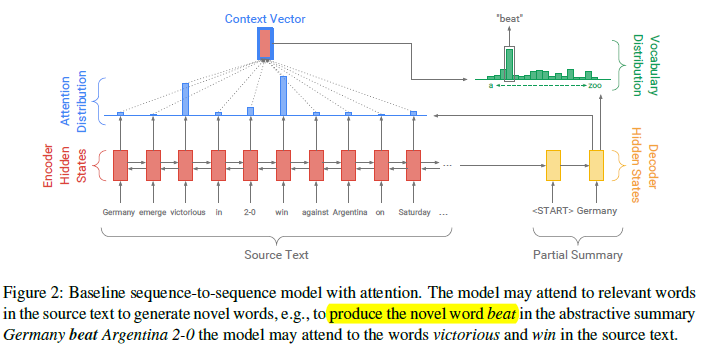 Context Vector
"beat"
Attention
Distribution
Vocabulary
Distribution
a zoo
Encoder
Hidden
States
Decoder
Hidden States
...
Germany emerge victorious in 2-0 win against Argentina on Saturday ...
<START> Germany
Source Text
Partial Summary
Figure 2: Baseline sequence-to-sequence model with attention. The model may attend to relevant words
in the source text to generate novel words, e.g., to produce the novel word beat in the abstractive summary
Germany beat Argentina 2-0 the model may attend to the words victorious and win in the source text.